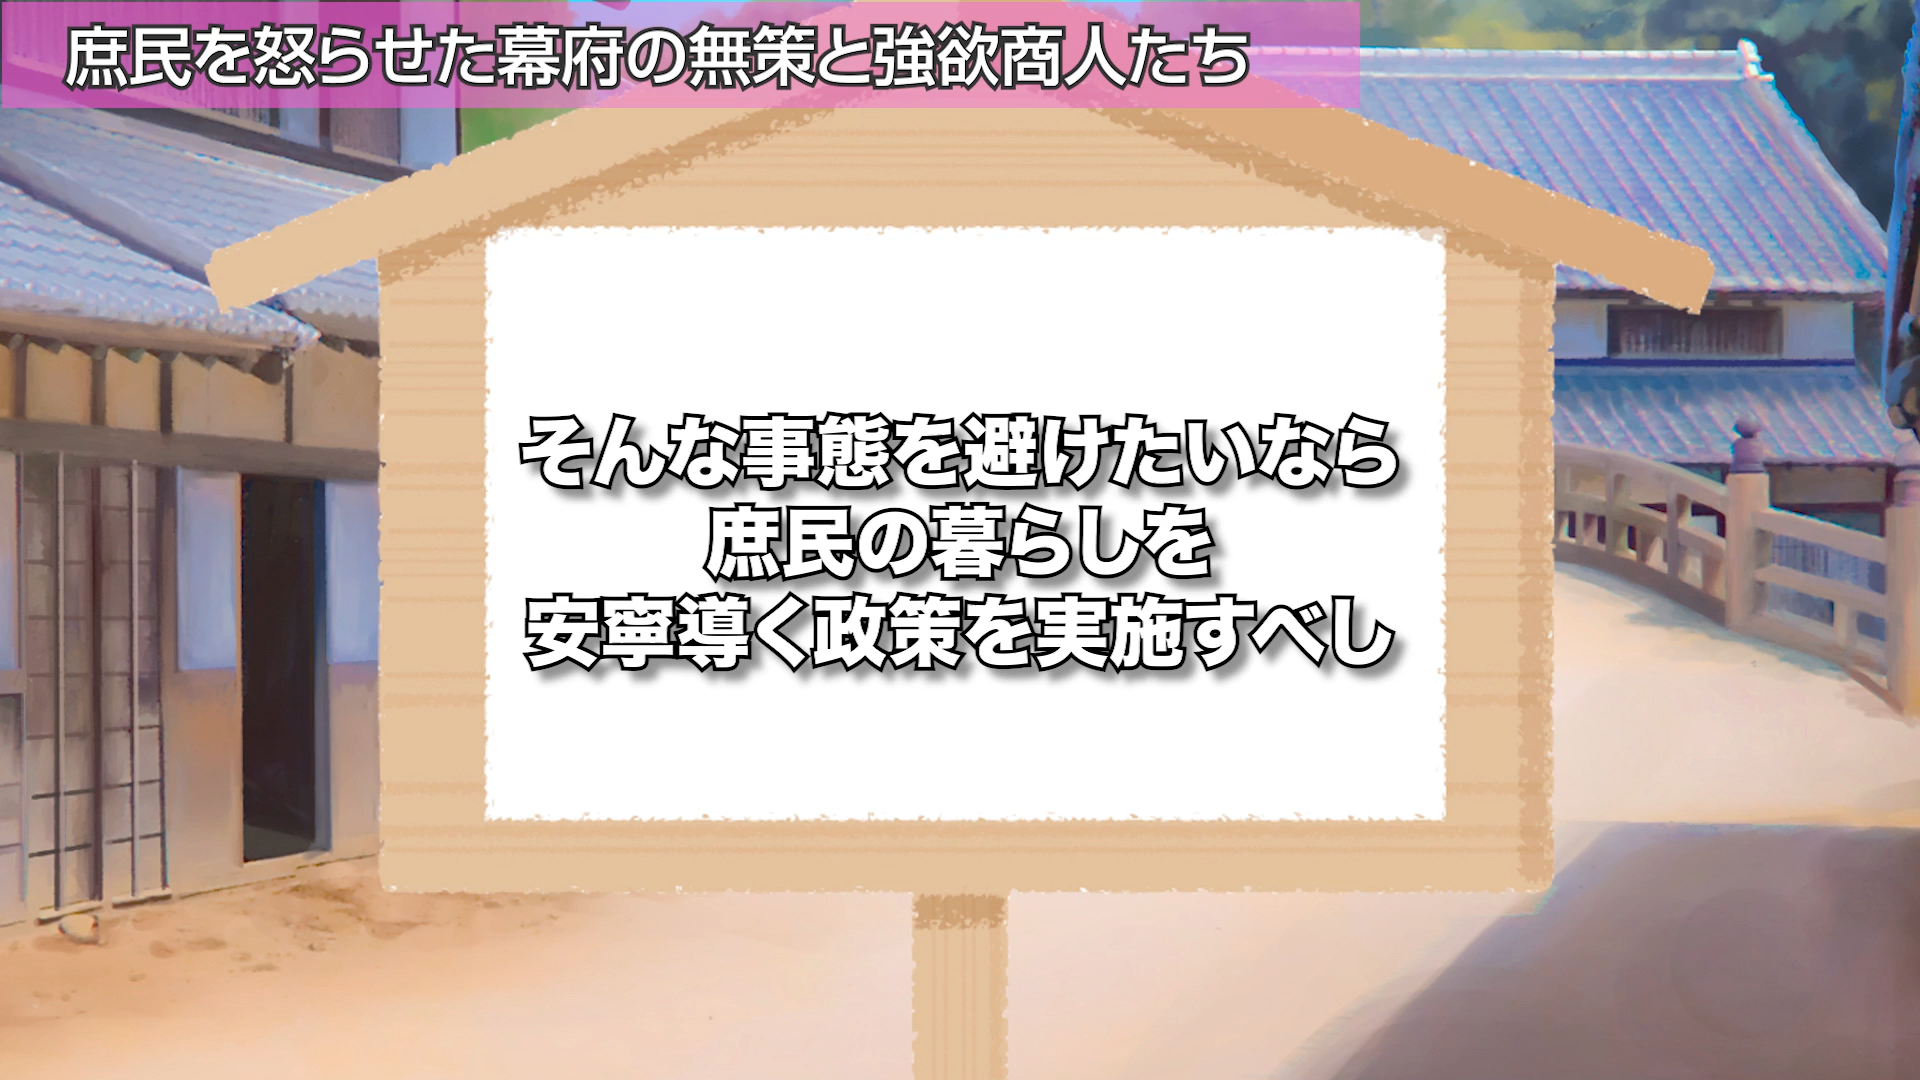 庶民を怒らせた幕府の無策と強欲商人たち
そんな事態を避けたいなら
庶民の暮らしを
安寧導く政策を実施すべし